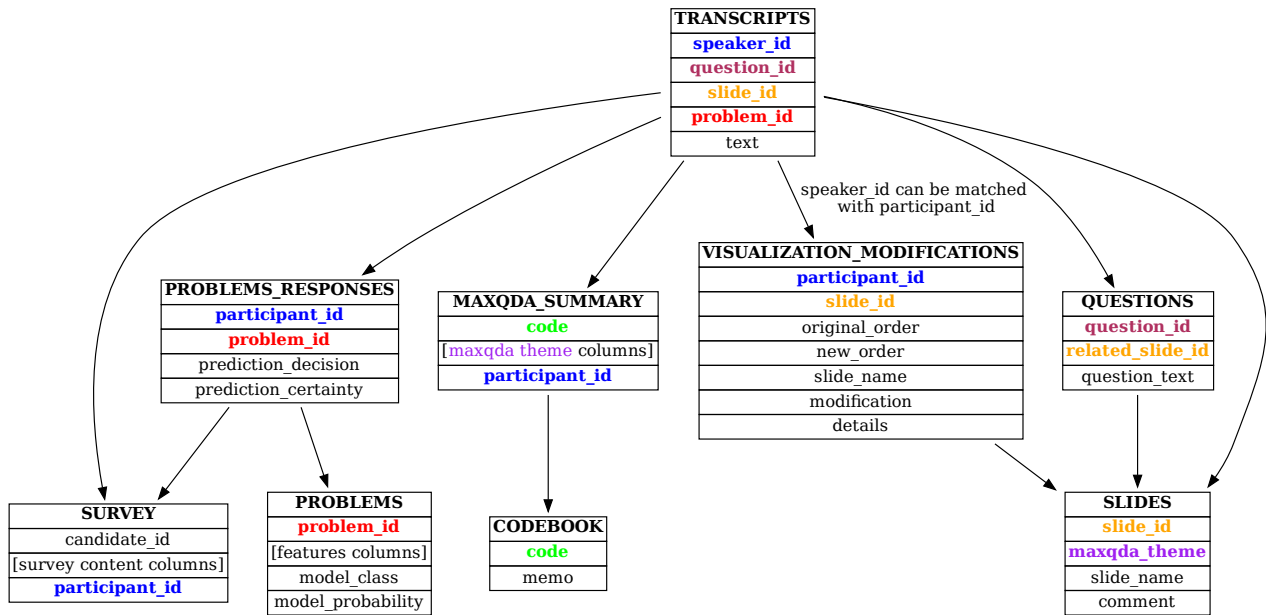 TRANSCRIPTS
speaker_id
question_id
slide_id
problem_id
text
speaker_id can be matched
with participant_id
PROBLEMS_RESPONSES
participant_id
problem_id
prediction_decision
prediction_certainty
MAXQDA_SUMMARY
code
[maxqda theme columns]
participant_id
VISUALIZATION_MODIFICATIONS
participant_id
slide_id
original_order
new_order
slide_name
modification
details
QUESTIONS
question_id
related_slide_id
question_text
SURVEY
candidate_id
[survey content columns]
participant_id
PROBLEMS
problem_id
[features columns]
model_class
model_probability
CODEBOOK
code
memo
SLIDES
slide_id
maxqda_theme
slide_name
comment